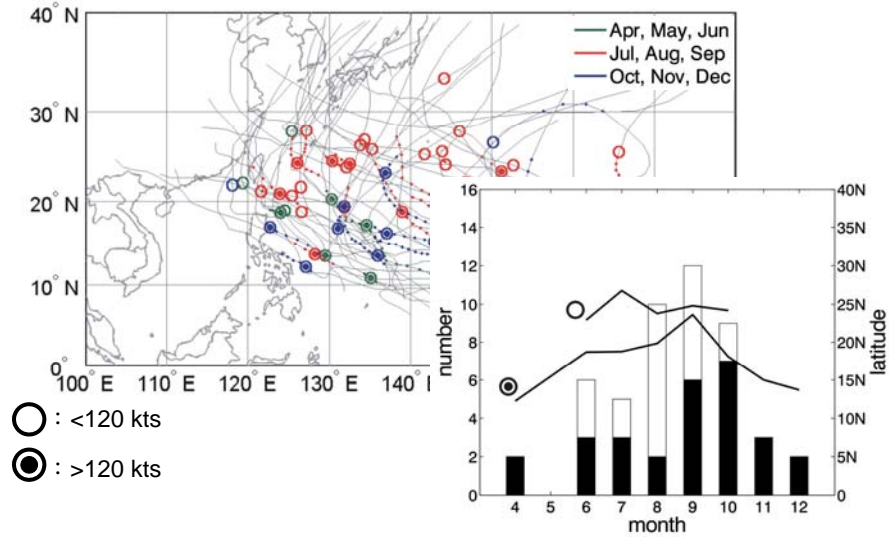 40° N
30° N
20° N
10° N
0°
100° E
110° E
120° E
130° E
140°
Apr, May, Jun
Jul, Aug, Sep
Oct, Nov, Dec
: <120 kts
: >120 kts
16
14
12
10
8
6
4
2
0
number
40N
35N
30N
25N
20N
15N
10N
5N
0
latitude
4 5 6 7 8 9 10 11 12
month